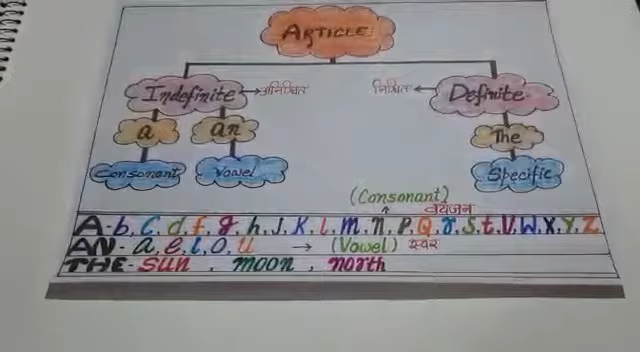 ARTICLE
Indefinite → अनिश्चित निश्चित ← Definite
a an The
Consonant Vowel Specific
(Consonant)
व्यंजन
A - b, C, d, f, g, h, J, K, l, m, n, P, Q, r, S, t, V, W, X, Y, Z
AN - a, e, i, O, U → (Vowel) स्वर
THE - SUN, moon, north